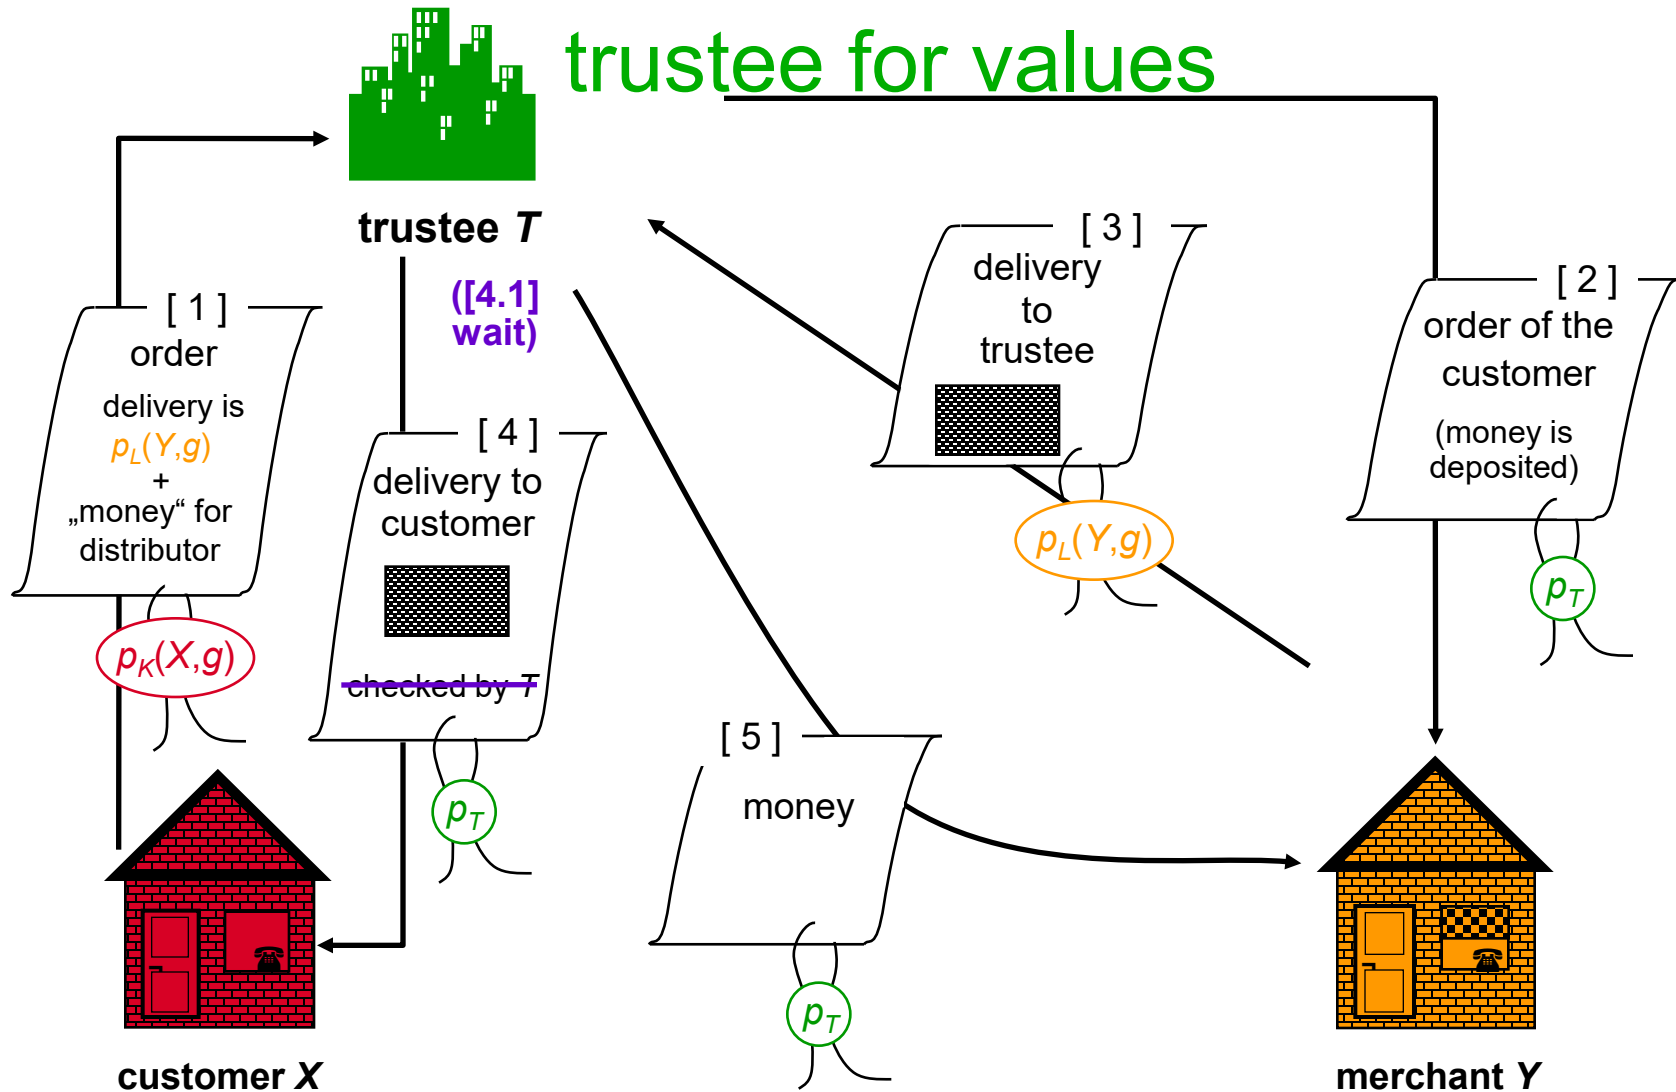 trustee for values
trustee T
([4.1]
wait)
[ 1 ]
order
delivery is
pL(Y,g)
+
„money“ for
distributor
pK(X,g)
[ 4 ]
delivery to
customer
checked by T
pT
[ 3 ]
delivery
to
trustee
pL(Y,g)
[ 2 ]
order of the
customer
(money is
deposited)
pT
[ 5 ]
money
pT
customer X
merchant Y